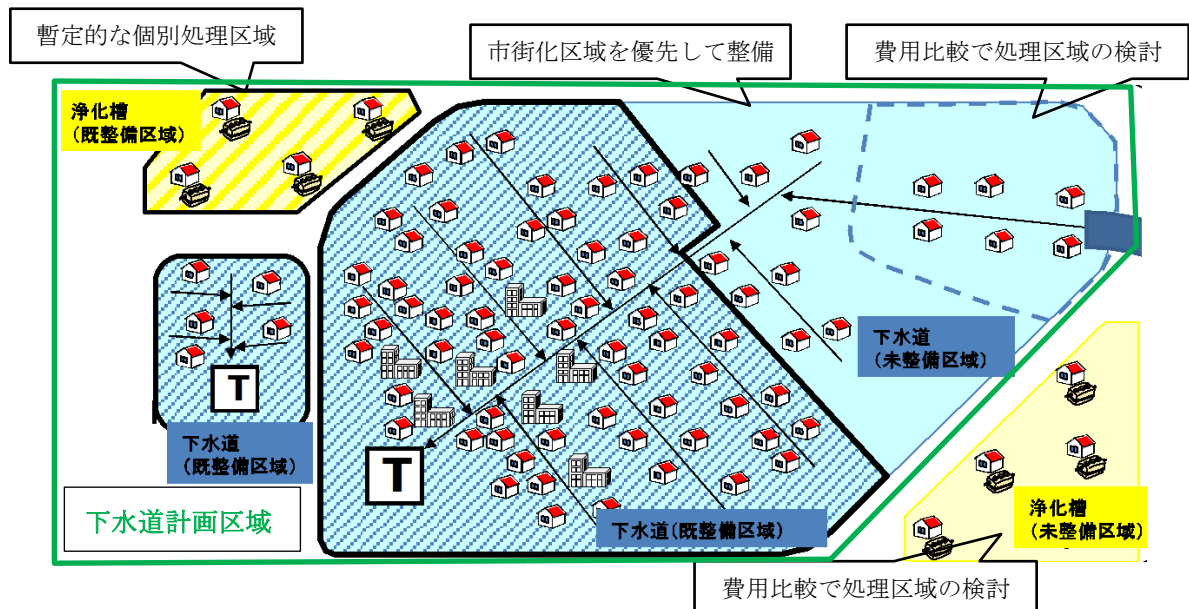 暫定的な個別処理区域
市街化区域を優先して整備
費用比較で処理区域の検討
浄化槽
(既整備区域)
下水道
(未整備区域)
T
下水道
(既整備区域)
T
下水道計画区域
下水道(既整備区域)
浄化槽
(未整備区域)
費用比較で処理区域の検討